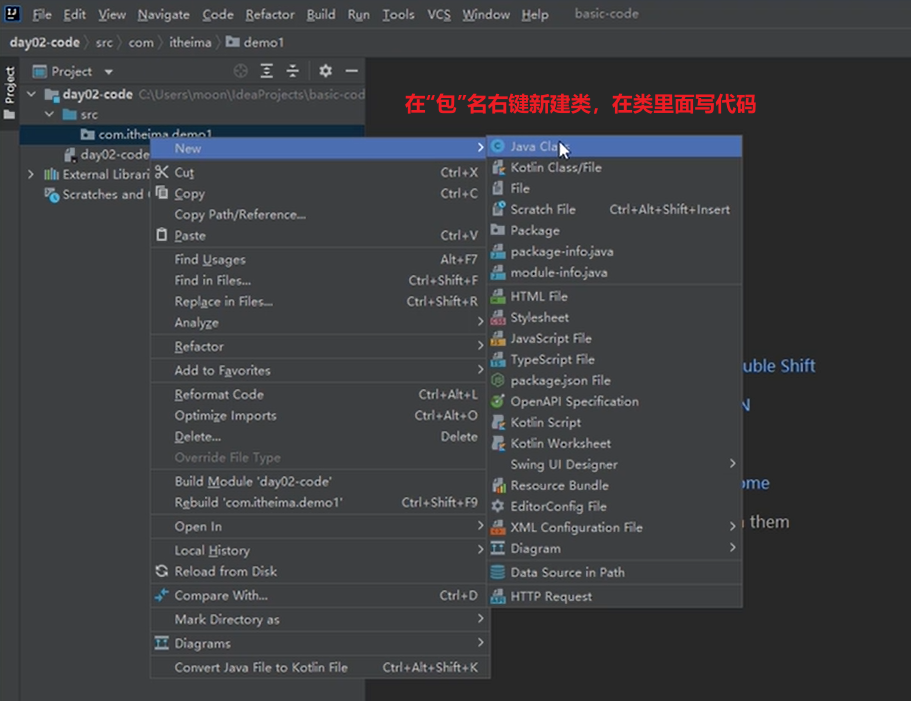 File Edit View Navigate Code Refactor Build Run Tools VCS Window Help basic-code
day02-code src com itheima demo1
Project
Project
day02-code C:\Users\moon\IdeaProjects\basic-cod
在“包”名右键新建类，在类里面写代码
src
com.itheima.demo1
day02-code
External Librari
Scratches and
New
Cut Ctrl+X
Copy Ctrl+C
Copy Path/Reference...
Paste Ctrl+V
Find Usages Alt+F7
Find in Files... Ctrl+Shift+F
Replace in Files... Ctrl+Shift+R
Analyze
Refactor
Add to Favorites
Reformat Code Ctrl+Alt+L
Optimize Imports Ctrl+Alt+O
Delete... Delete
Override File Type
Build Module 'day02-code'
Rebuild 'com.itheima.demo1' Ctrl+Shift+F9
Open In
Local History
Reload from Disk
Compare With... Ctrl+D
Mark Directory as
Diagrams
Convert Java File to Kotlin File Ctrl+Alt+Shift+K
Java Class
Kotlin Class/File
File
Scratch File Ctrl+Alt+Shift+Insert
Package
package-info.java
module-info.java
HTML File
Stylesheet
JavaScript File
TypeScript File
package.json File
OpenAPI Specification
Kotlin Script
Kotlin Worksheet
Swing UI Designer
Resource Bundle
EditorConfig File
XML Configuration File
Diagram
Data Source in Path
HTTP Request
uble Shift
N
ome
them